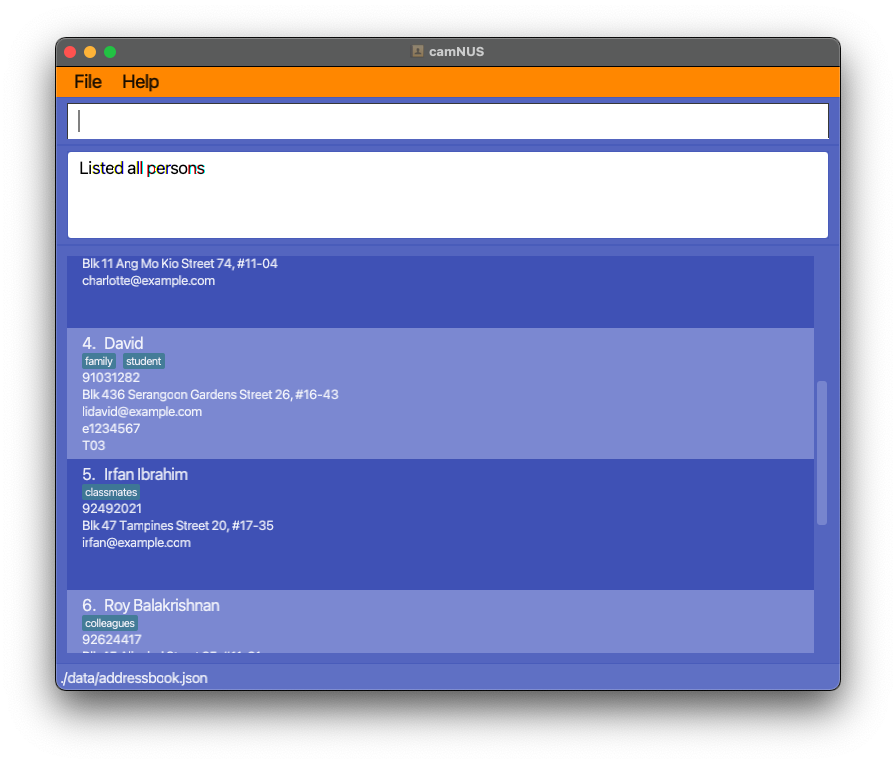 camNUS
File Help
Listed all persons
Blk 11 Ang Mo Kio Street 74, #11-04
charlotte@example.com
4. David
family student
91031282
Blk 436 Serangoon Gardens Street 26, #16-43
lidavid@example.com
e1234567
T03
5. Irfan Ibrahim
classmates
92492021
Blk 47 Tampines Street 20, #17-35
irfan@example.com
6. Roy Balakrishnan
colleagues
92624417
./data/addressbook.json